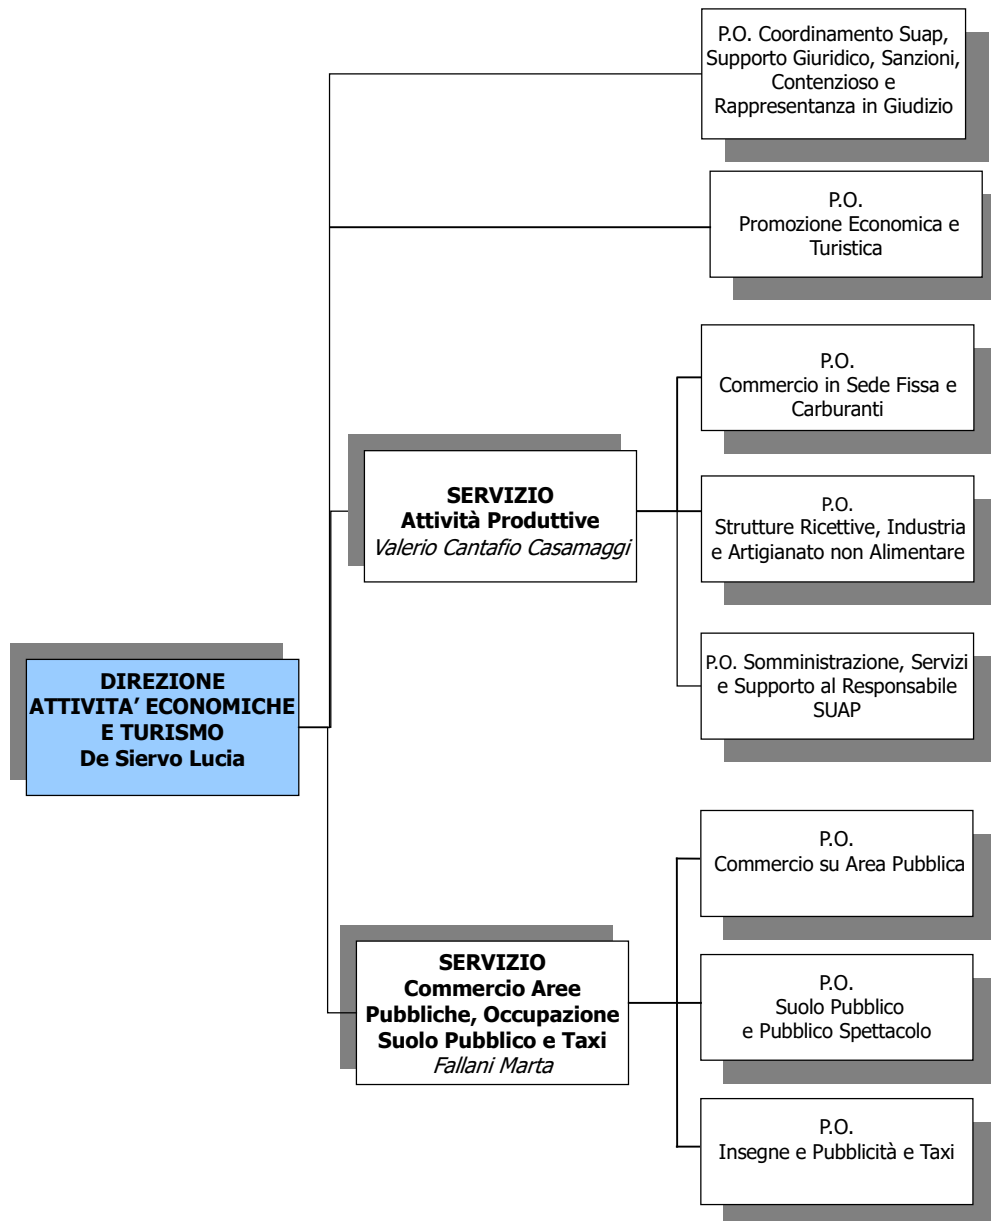 P.O. Coordinamento Suap,
Supporto Giuridico, Sanzioni,
Contenzioso e
Rappresentanza in Giudizio
P.O.
Promozione Economica e
Turistica
P.O.
Commercio in Sede Fissa e
Carburanti
SERVIZIO
Attività Produttive
Valerio Cantafio Casamaggi
P.O.
Strutture Ricettive, Industria
e Artigianato non Alimentare
P.O. Somministrazione, Servizi
e Supporto al Responsabile
SUAP
DIREZIONE
ATTIVITA’ ECONOMICHE
E TURISMO
De Siervo Lucia
P.O.
Commercio su Area Pubblica
SERVIZIO
Commercio Aree
Pubbliche, Occupazione
Suolo Pubblico e Taxi
Fallani Marta
P.O.
Suolo Pubblico
e Pubblico Spettacolo
P.O.
Insegne e Pubblicità e Taxi